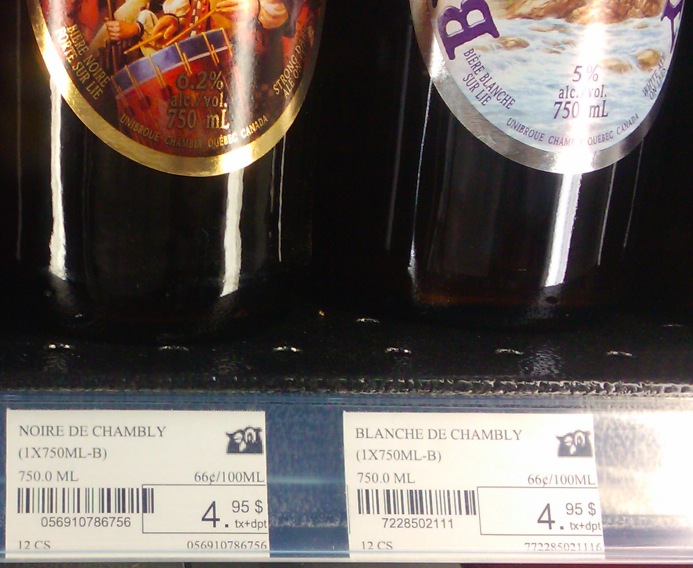 BIÈRE NOIRE
FORTE SUR LIE
6.2%
alc./vol.
750 mL
UNIBROUE CHAMBLY QUÉBEC CANADA
B
BIÈRE BLANCHE
SUR LIE
5%
alc./vol.
750 mL
UNIBROUE CHAMBLY QUÉBEC CANADA
NOIRE DE CHAMBLY
(1X750ML-B)
750.0 ML 66¢/100ML
056910786756
4.95 $
tx+dpt
12 CS 056910786756
BLANCHE DE CHAMBLY
(1X750ML-B)
750.0 ML 66¢/100ML
7228502111
4.95 $
tx+dpt
12 CS 772285021116